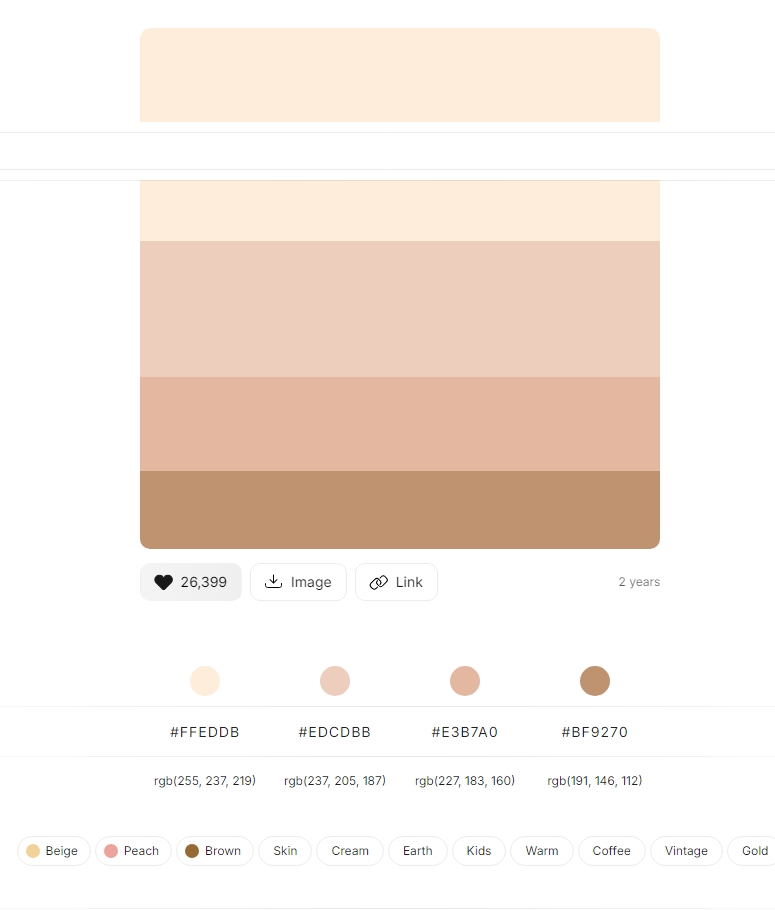 26,399 Image Link 2 years
#FFEDDB #EDCDBB #E3B7A0 #BF9270
rgb(255, 237, 219) rgb(237, 205, 187) rgb(227, 183, 160) rgb(191, 146, 112)
Beige Peach Brown Skin Cream Earth Kids Warm Coffee Vintage Gold